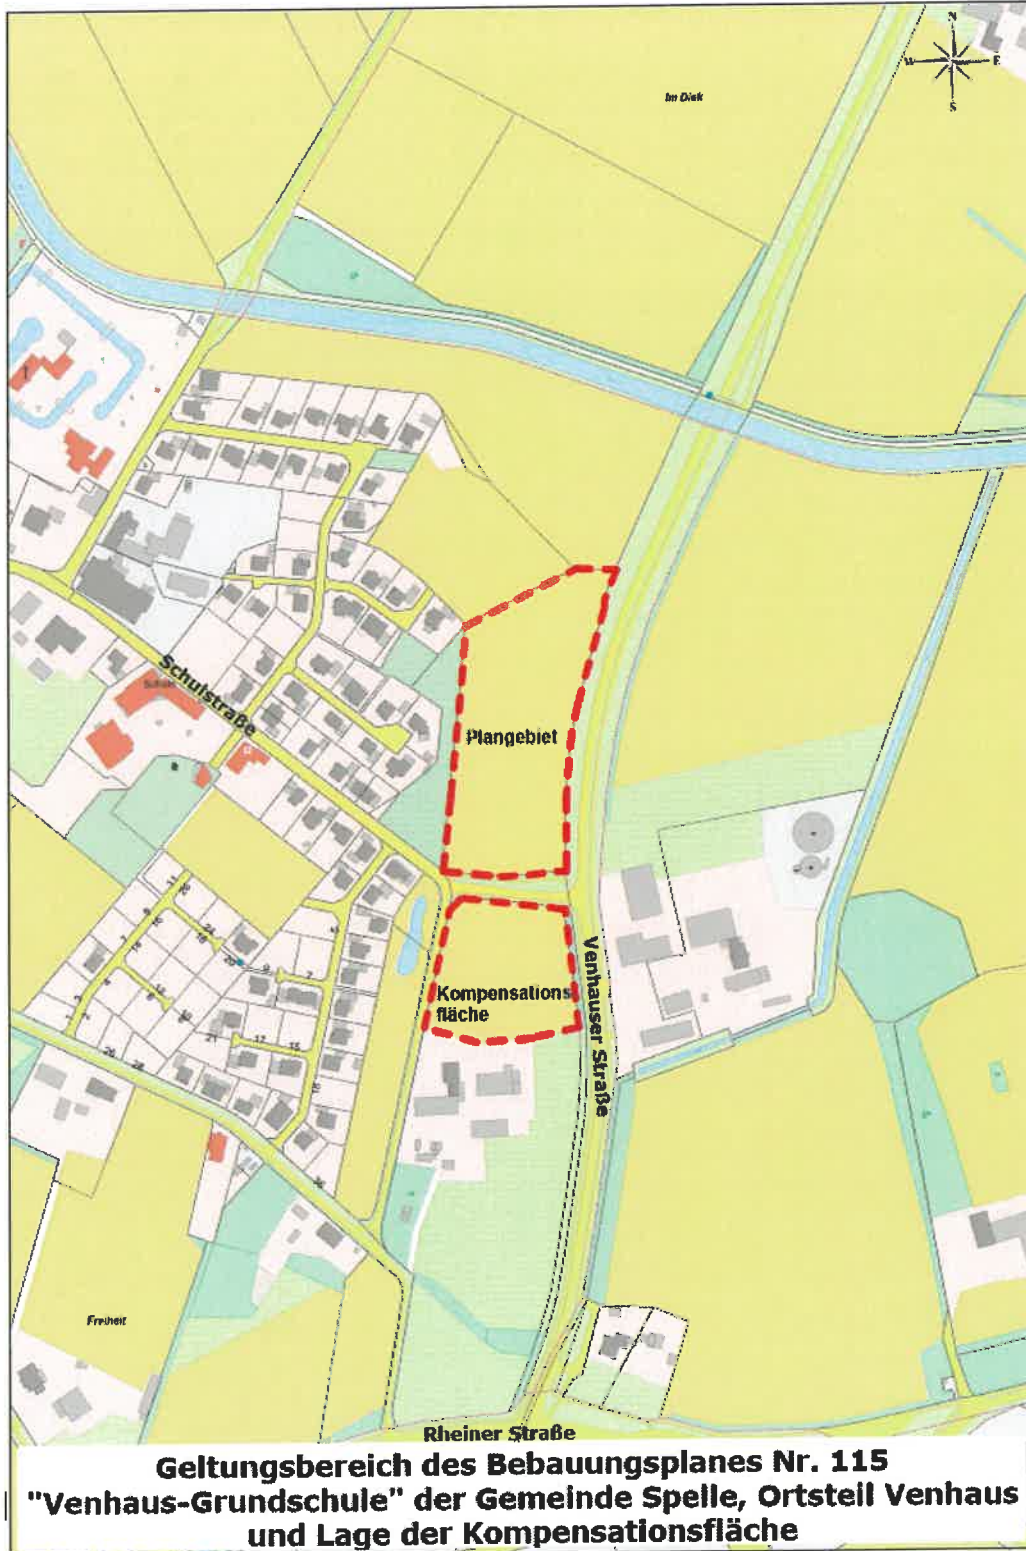 N
W
E
S
Im Diek
Schulstraße
Plangebiet
Kompensations
fläche
Venhauser Straße
Freiheit
Rheiner Straße
Geltungsbereich des Bebauungsplanes Nr. 115
"Venhaus-Grundschule" der Gemeinde Spelle, Ortsteil Venhaus
und Lage der Kompensationsfläche